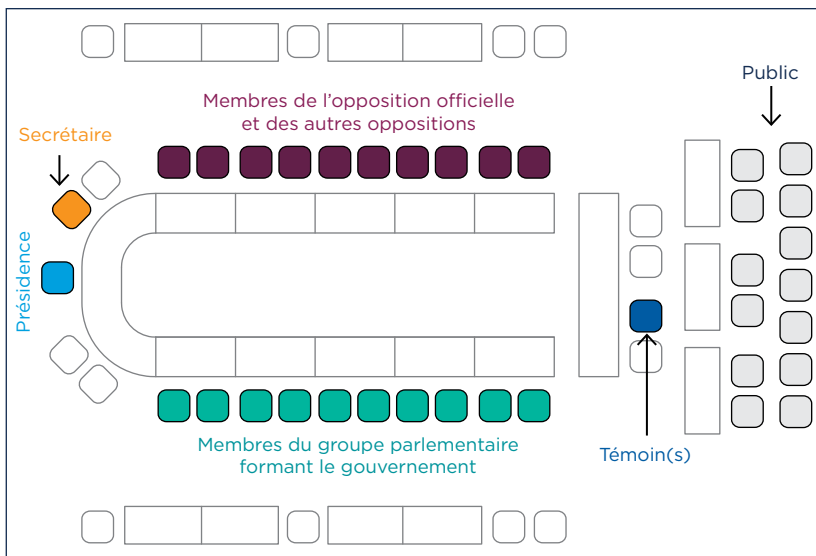 Public
Membres de l'opposition officielle
et des autres oppositions
Secrétaire
Présidence
Membres du groupe parlementaire
formant le gouvernement
Témoin(s)